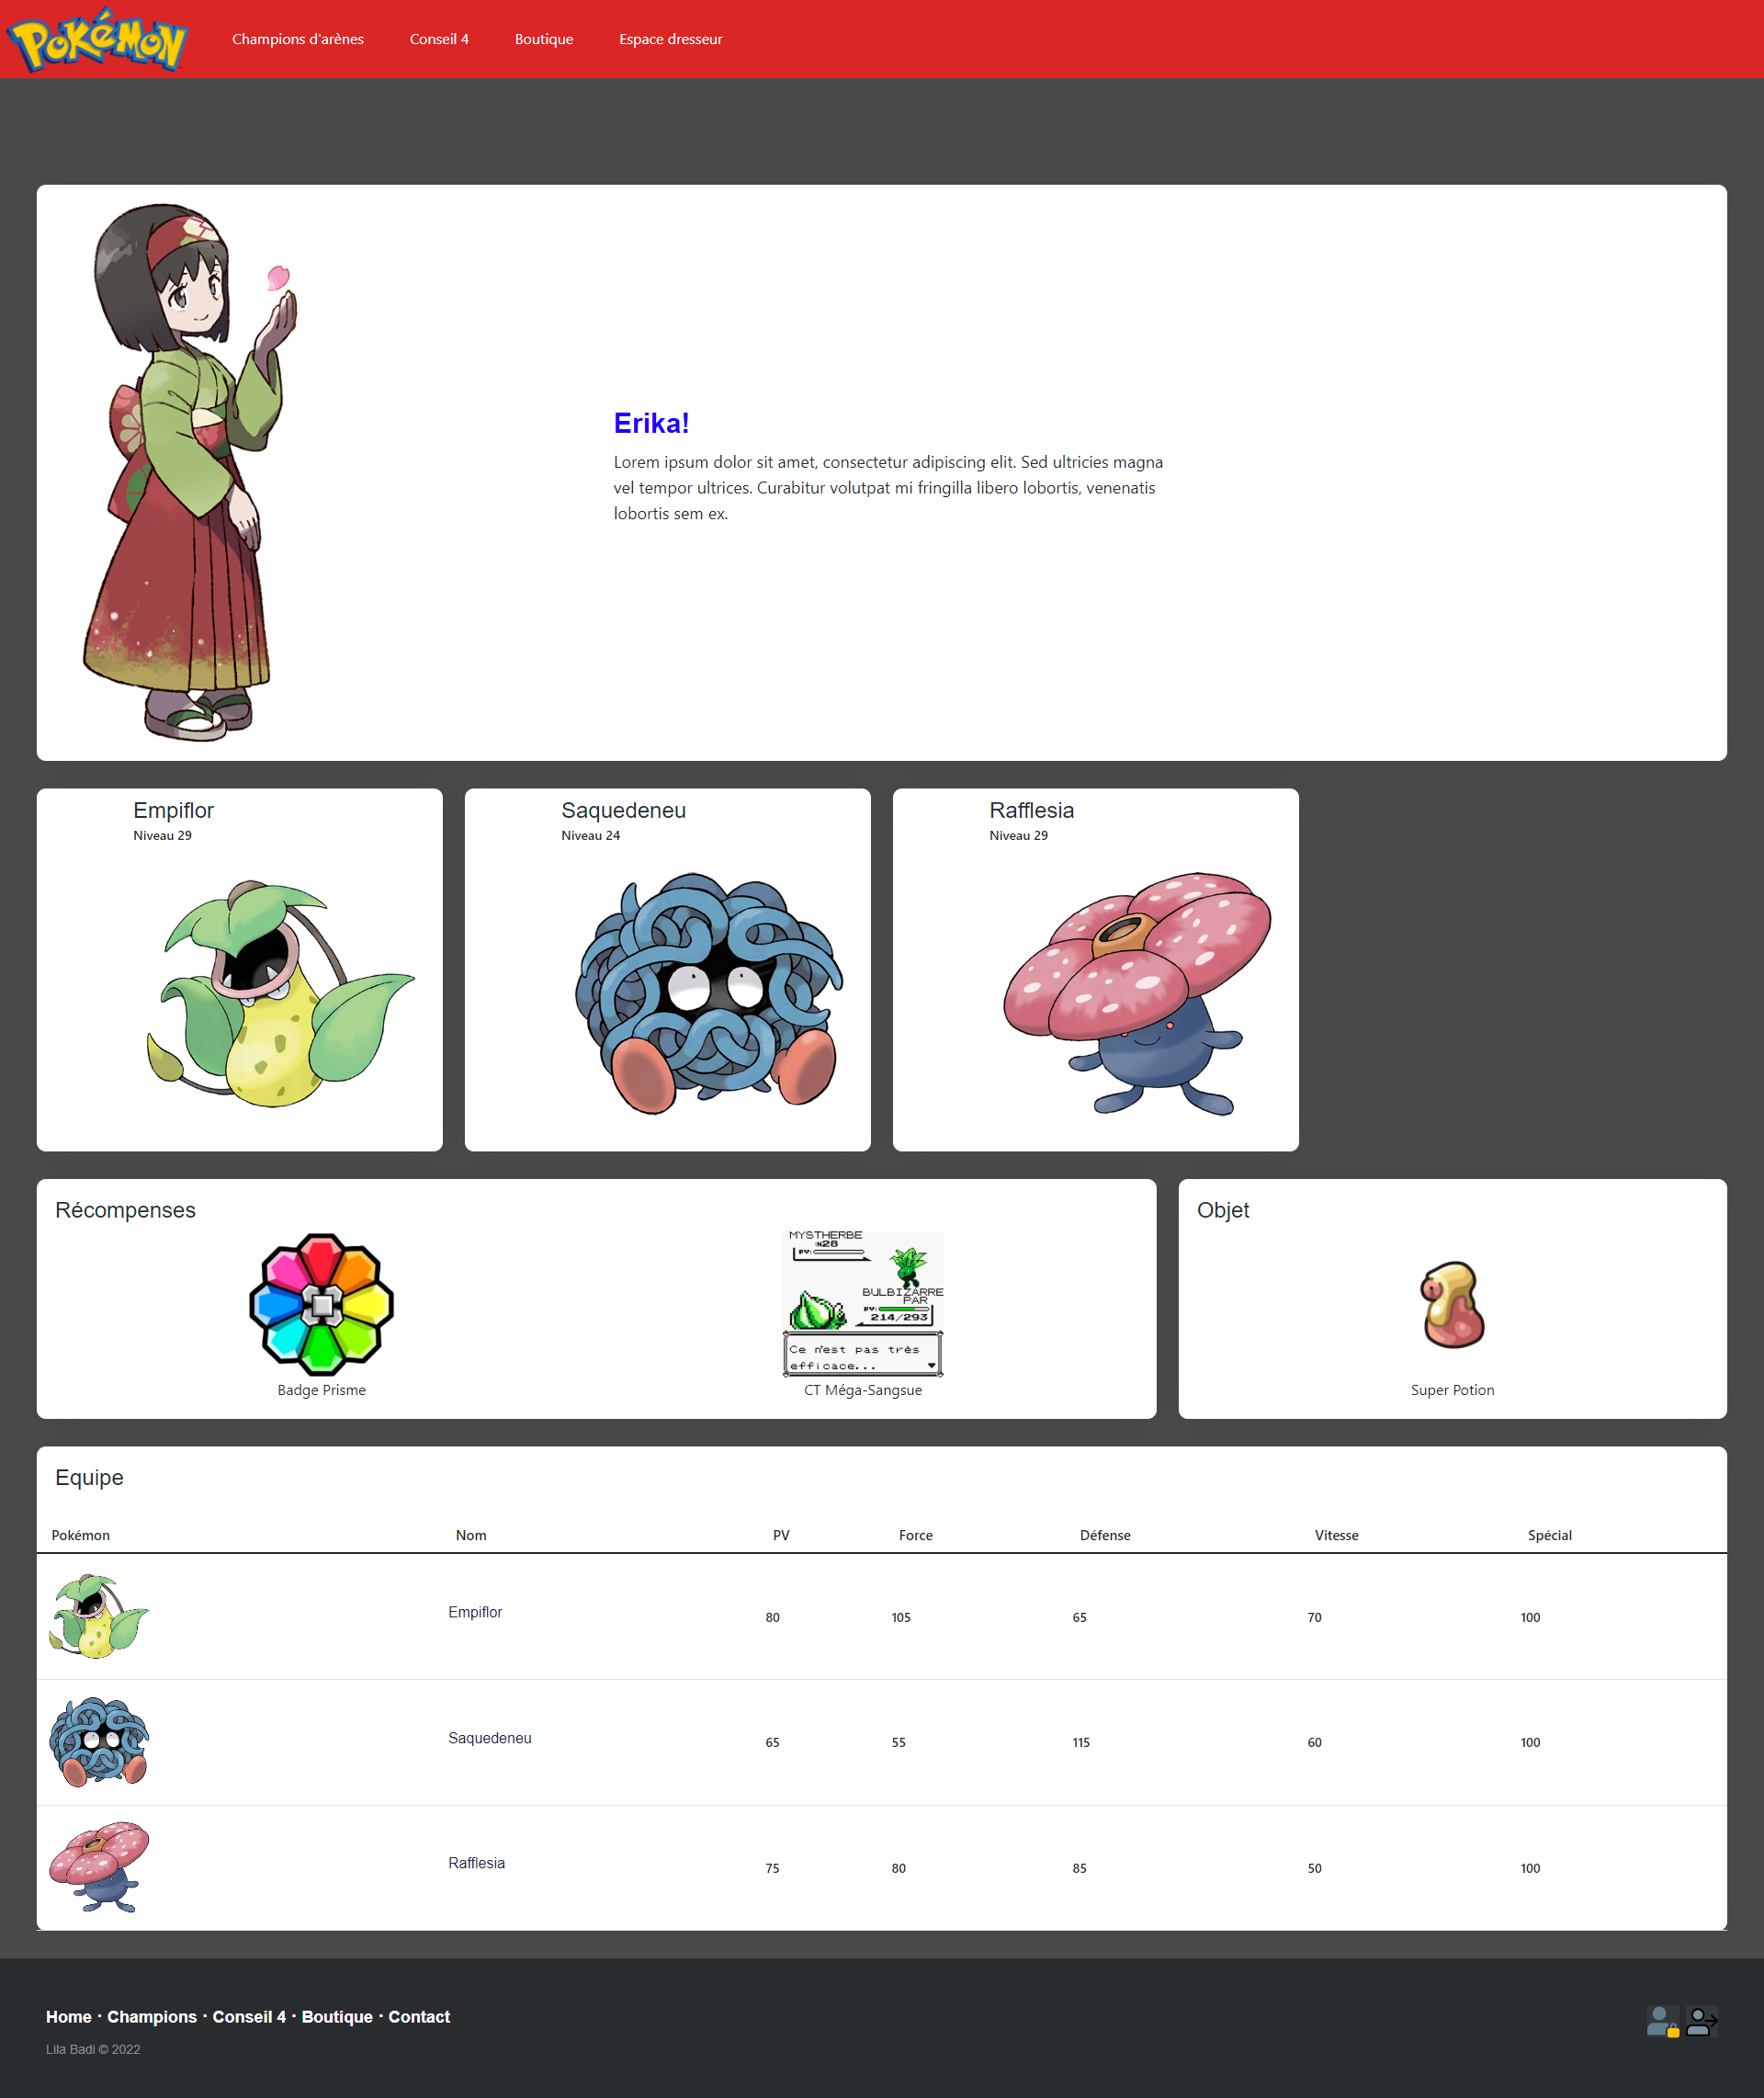 POKéMON
Champions d'arènes Conseil 4 Boutique Espace dresseur
Erika!
Lorem ipsum dolor sit amet, consectetur adipiscing elit. Sed ultricies magna
vel tempor ultrices. Curabitur volutpat mi fringilla libero lobortis, venenatis
lobortis sem ex.
Empiflor
Niveau 29
Saquedeneu
Niveau 24
Rafflesia
Niveau 29
Récompenses
MYSTHERBE
:N28
PV:
BULBIZARRE
PAR
PV:
214/293
Ce n'est pas très
efficace...
Badge Prisme
CT Méga-Sangsue
Objet
Super Potion
Equipe
Pokémon Nom PV Force Défense Vitesse Spécial
Empiflor 80 105 65 70 100
Saquedeneu 65 55 115 60 100
Rafflesia 75 80 85 50 100
Home · Champions · Conseil 4 · Boutique · Contact
Lila Badi © 2022